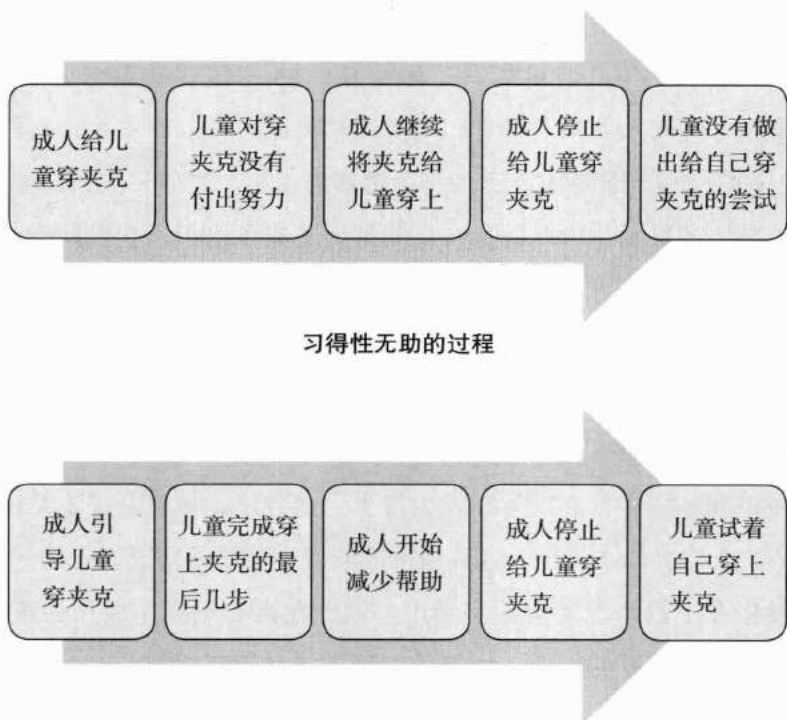 成人给儿
童穿夹克
儿童对穿
夹克没有
付出努力
成人继续
将夹克给
儿童穿上
成人停止
给儿童穿
夹克
儿童没有做
出给自己穿
夹克的尝试
习得性无助的过程
成人引
导儿童
穿夹克
儿童完成穿
上夹克的最
后几步
成人开始
减少帮助
成人停止
给儿童穿
夹克
儿童试着
自己穿上
夹克